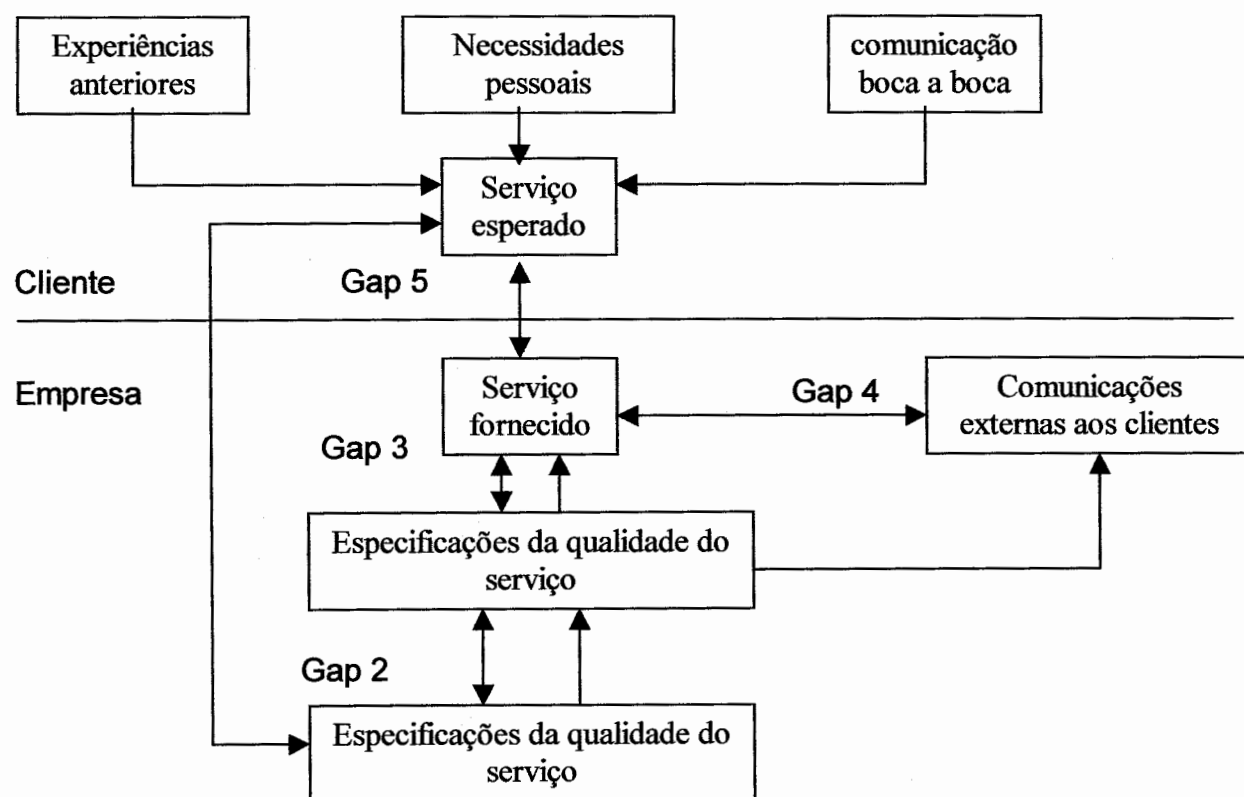 Experiências
anteriores
Necessidades
pessoais
comunicação
boca a boca
Serviço
esperado
Cliente
Gap 5
Empresa
Serviço
fornecido
Gap 4
Comunicações
externas aos clientes
Gap 3
Especificações da qualidade do
serviço
Gap 2
Especificações da qualidade do
serviço